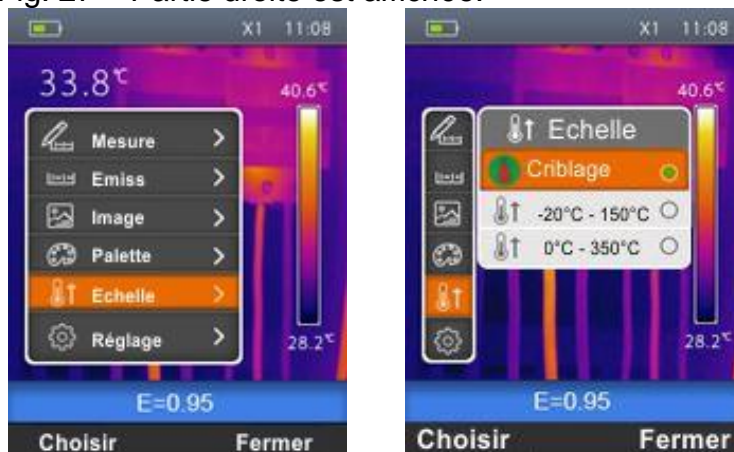 Fig. 27 – Partie droite est amenée.
X1 11:08
33.8℃
40.6℃
Mesure >
Emiss >
Image >
Palette >
Echelle >
Réglage >
28.2℃
E=0.95
Choisir Fermer
X1 11:08
40.6℃
Echelle
Criblage
-20°C - 150°C
0°C - 350°C
28.2℃
E=0.95
Choisir Fermer